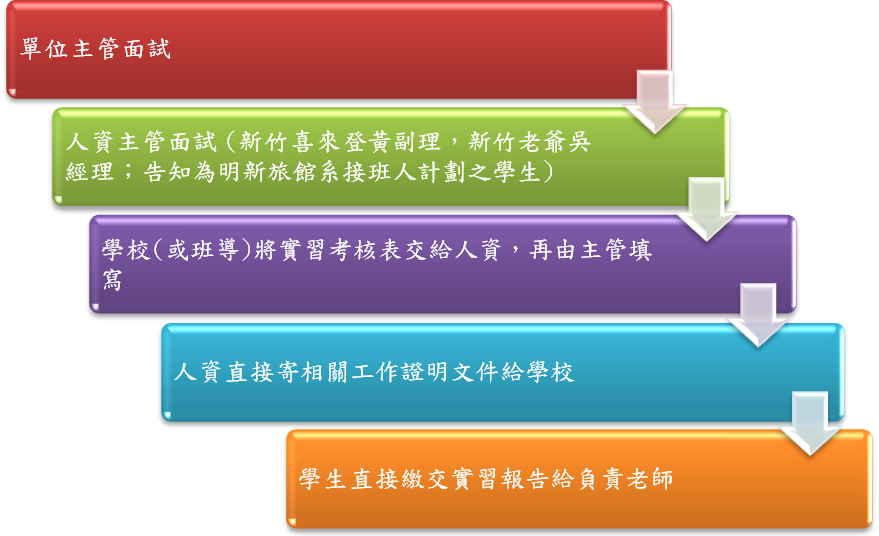 單位主管面試
人資主管面試(新竹喜來登黃副理，新竹老爺吳
經理；告知為明新旅館系接班人計劃之學生)
學校(或班導)將實習考核表交給人資，再由主管填
寫
人資直接寄相關工作證明文件給學校
學生直接繳交實習報告給負責老師